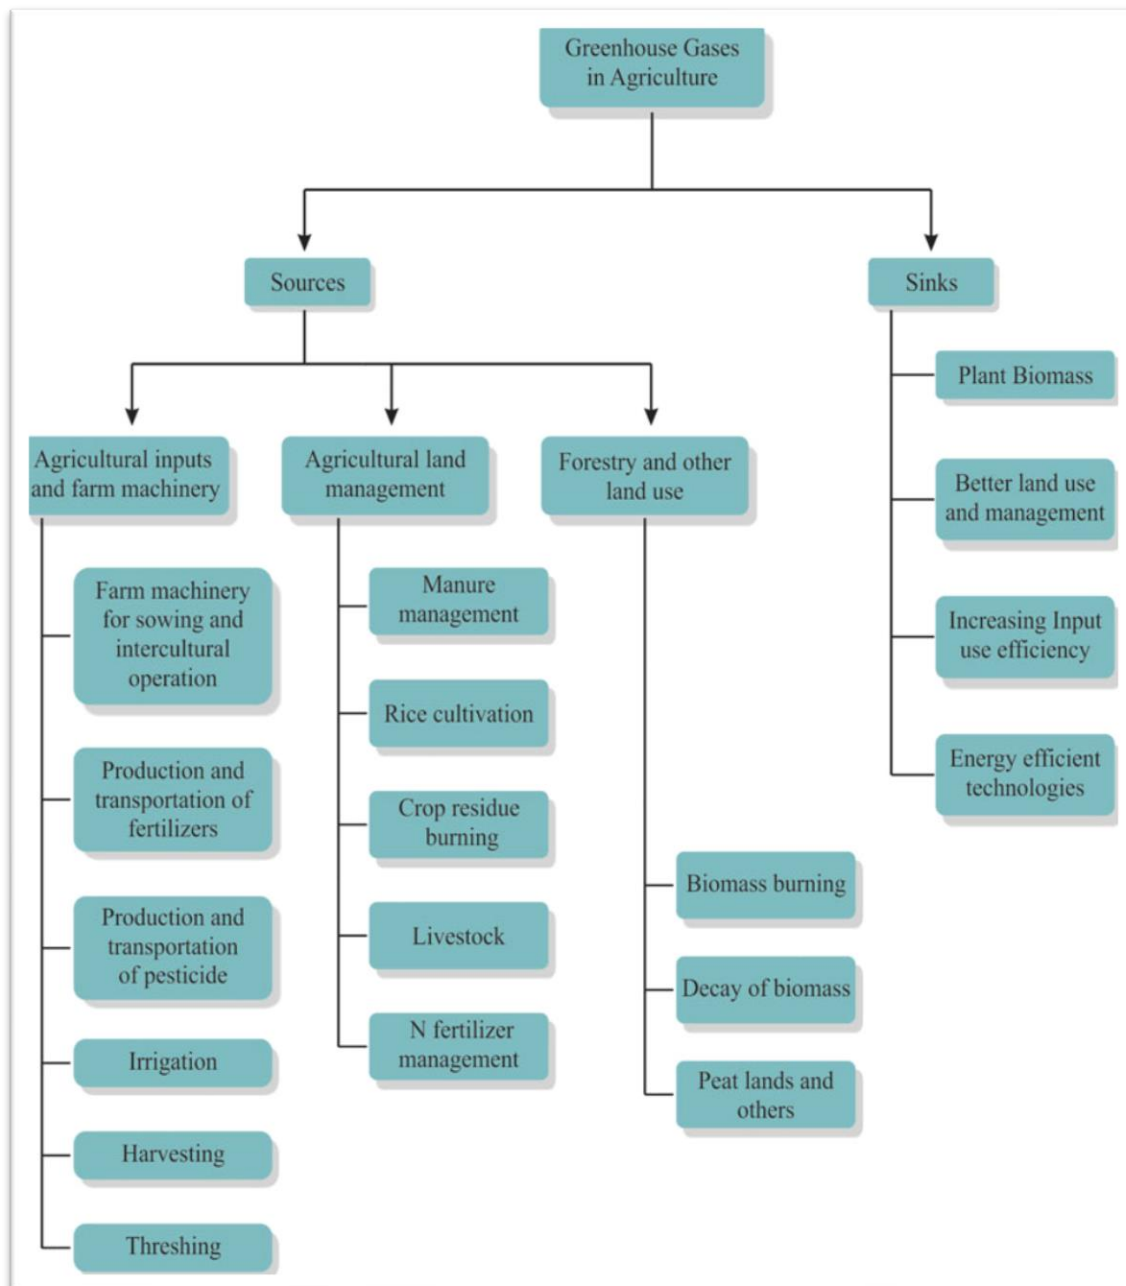 Greenhouse Gases
in Agriculture
Sources
Sinks
Agricultural inputs
and farm machinery
Farm machinery
for sowing and
intercultural
operation
Production and
transportation of
fertilizers
Production and
transportation
of pesticide
Irrigation
Harvesting
Threshing
Agricultural land
management
Manure
management
Rice cultivation
Crop residue
burning
Livestock
N fertilizer
management
Forestry and other
land use
Biomass burning
Decay of biomass
Peat lands and
others
Plant Biomass
Better land use
and management
Increasing Input
use efficiency
Energy efficient
technologies